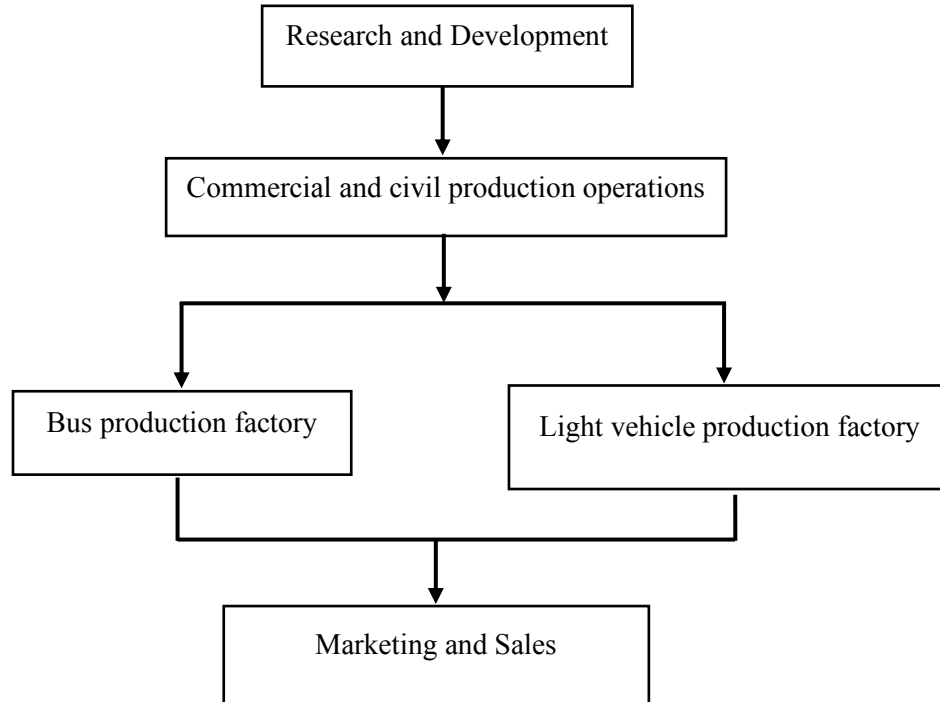 Research and Development
Commercial and civil production operations
Bus production factory
Light vehicle production factory
Marketing and Sales